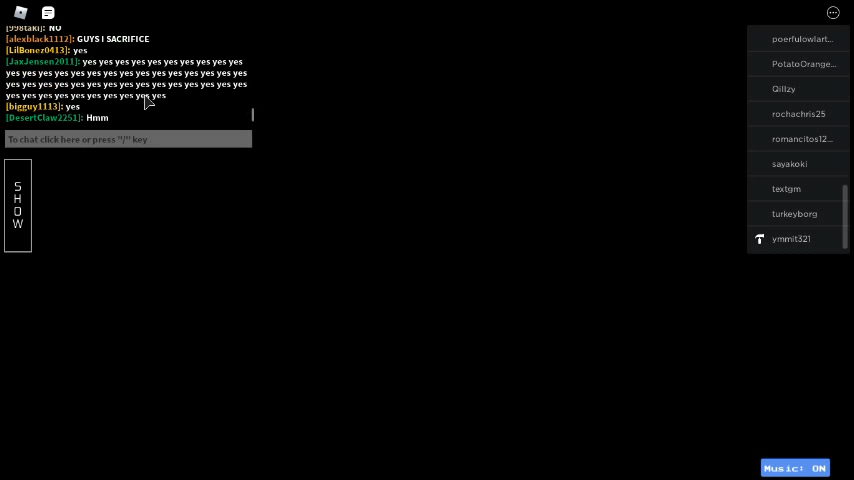 [998taki]: NO
[alexblack1112]: GUYS I SACRIFICE
[LilBonez0413]: yes
[JaxJensen2011]: yes yes yes yes yes yes yes yes yes yes
yes yes yes yes yes yes yes yes yes yes yes yes yes yes yes
yes yes yes yes yes yes yes yes yes yes yes yes yes yes yes
yes yes yes yes yes yes yes yes yes yes
[bigguy1113]: yes
[DesertClaw2251]: Hmm
To chat click here or press "/" key
S
H
O
W
poerfulowlart...
PotatoOrange...
Qillzy
rochachris25
romancitos12...
sayakoki
textgm
turkeyborg
ymmit321
Music: ON